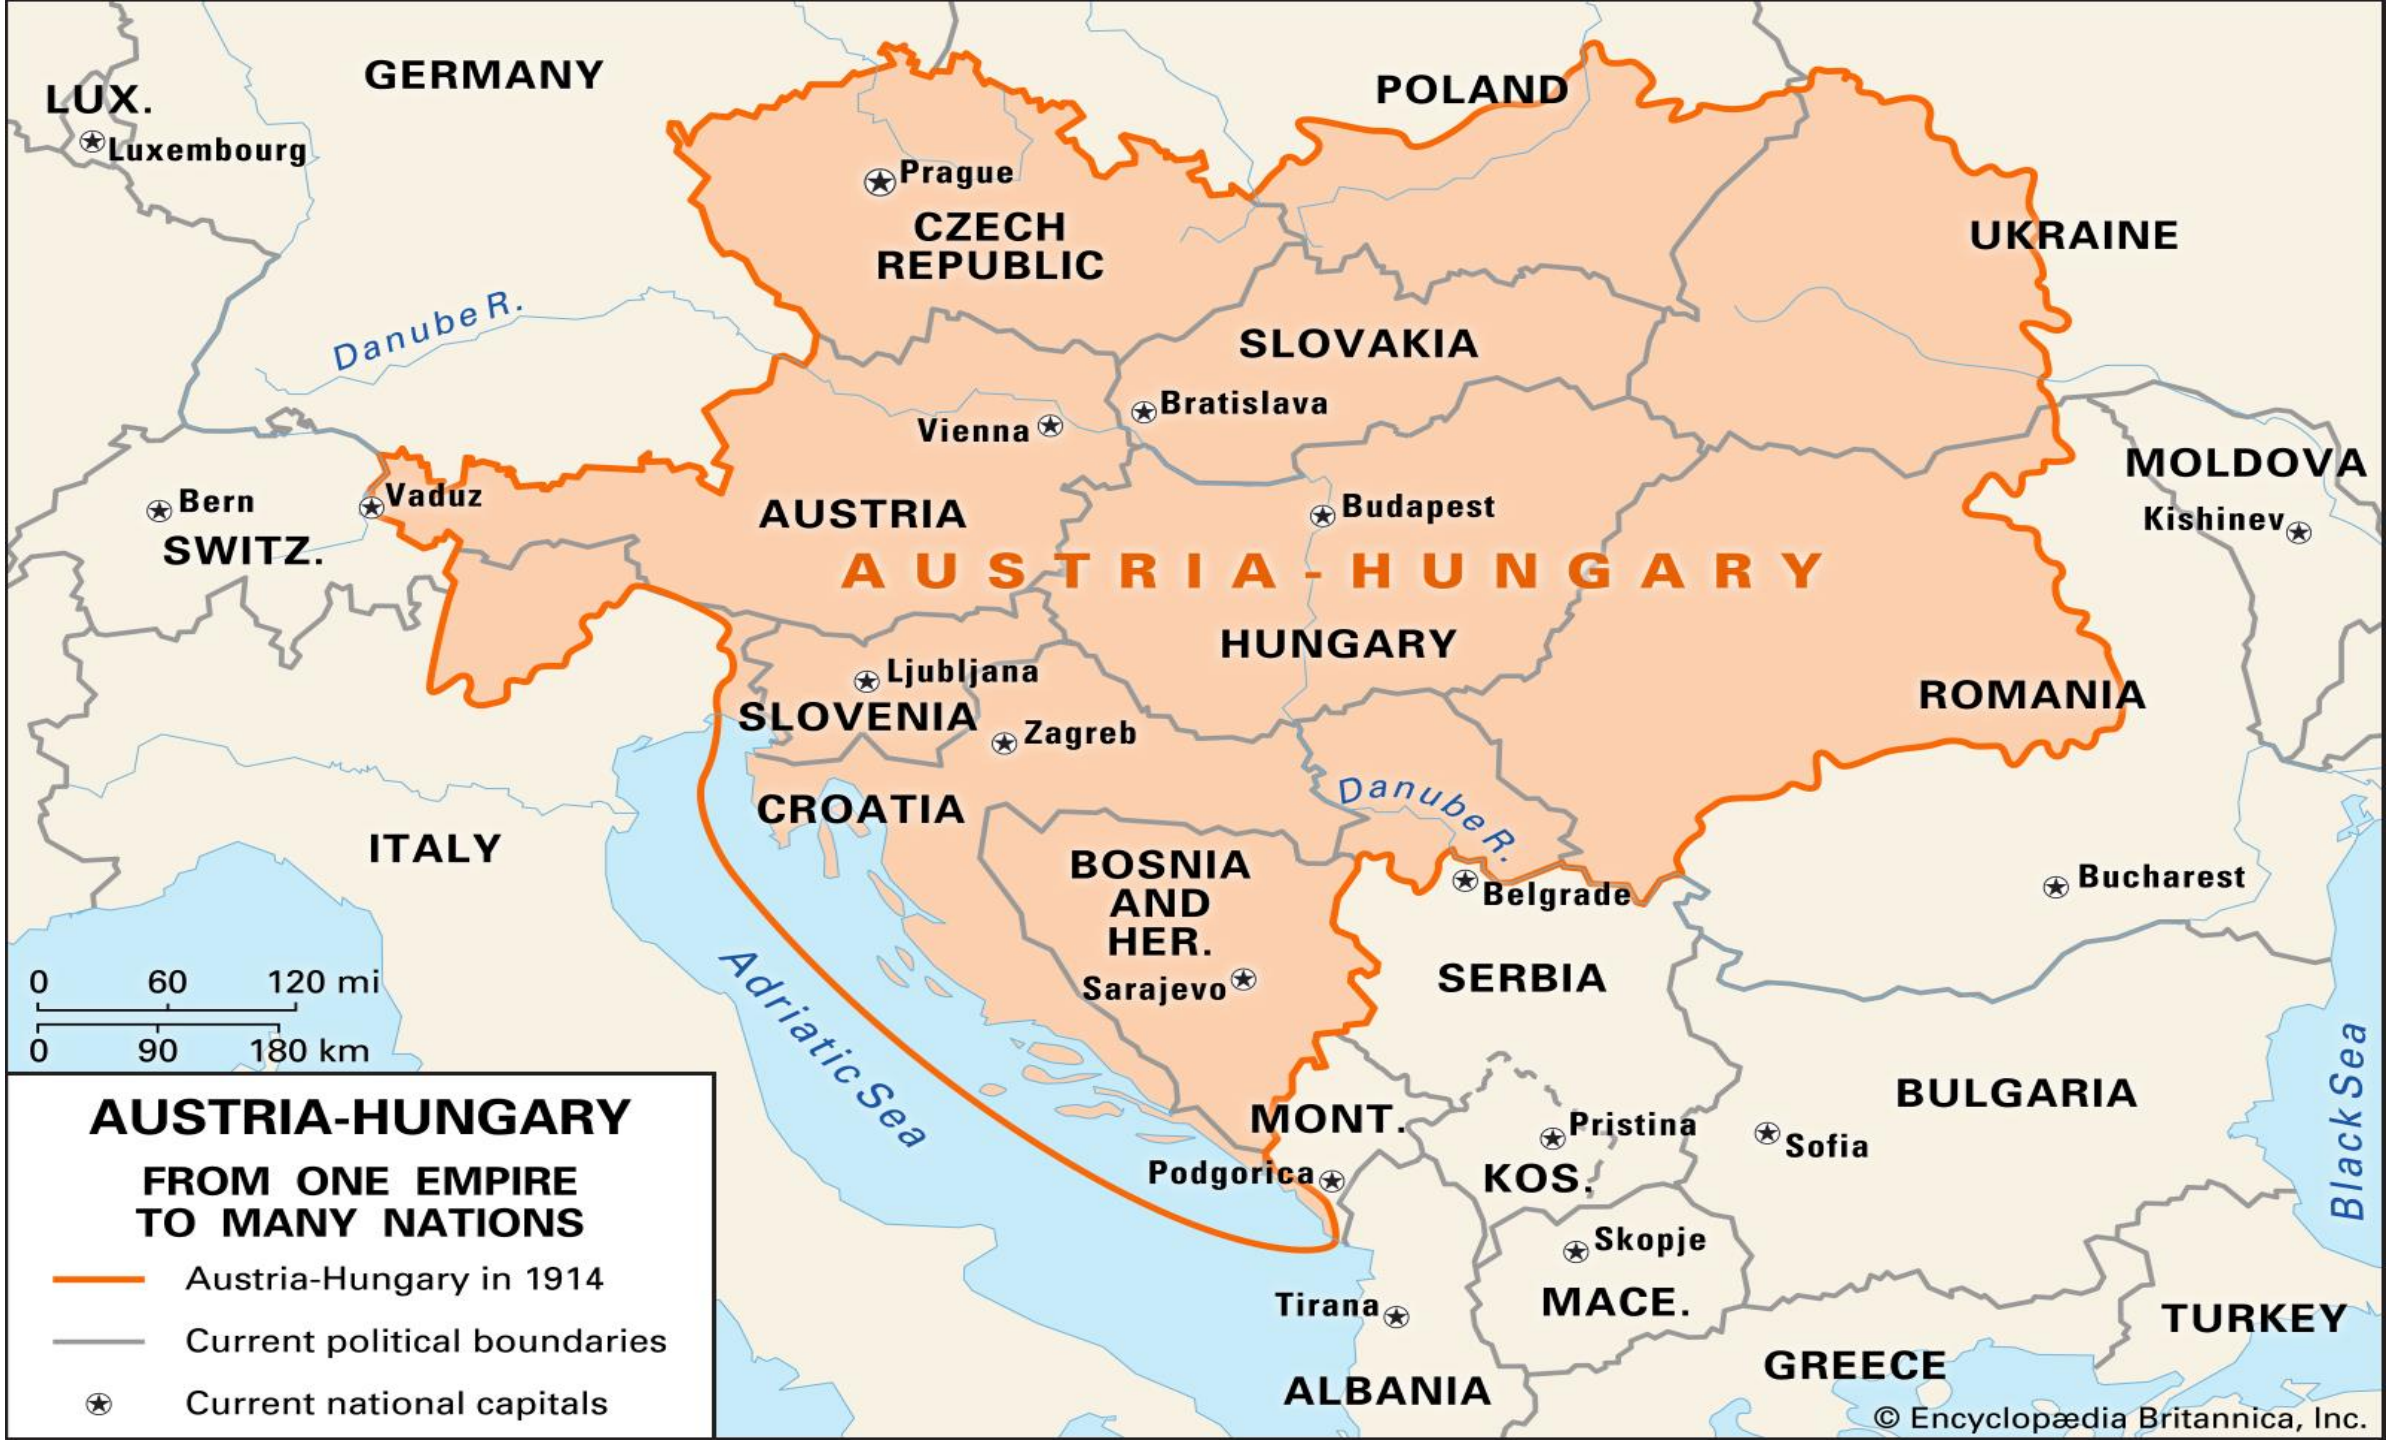 GERMANY
POLAND
LUX.
Luxembourg
Prague
CZECH
REPUBLIC
UKRAINE
Danube R.
SLOVAKIA
Bratislava
Vienna
MOLDOVA
Kishinev
Vaduz
Bern
SWITZ.
AUSTRIA
Budapest
AUSTRIA-HUNGARY
HUNGARY
ROMANIA
Ljubljana
SLOVENIA
Zagreb
Danube R.
CROATIA
ITALY
BOSNIA
AND
HER.
Sarajevo
Belgrade
Bucharest
SERBIA
Adriatic Sea
Black Sea
0 60 120 mi
0 90 180 km
MONT.
Podgorica
Pristina
KOS.
BULGARIA
Sofia
Skopje
MACE.
Tirana
ALBANIA
GREECE
TURKEY
AUSTRIA-HUNGARY
FROM ONE EMPIRE
TO MANY NATIONS
Austria-Hungary in 1914
Current political boundaries
Current national capitals
© Encyclopædia Britannica, Inc.